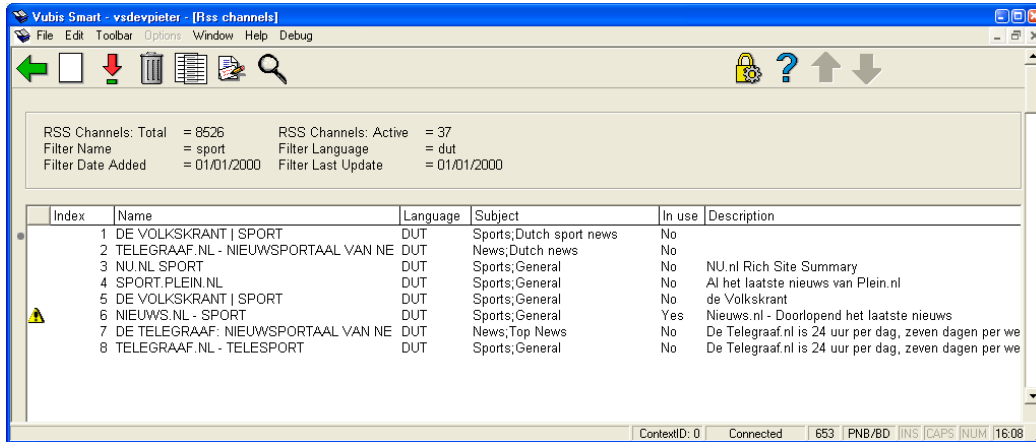 Vubis Smart - vsdevpieter - [Rss channels]
File Edit Toolbar Options Window Help Debug
RSS Channels: Total = 8526 RSS Channels: Active = 37
Filter Name = sport Filter Language = dut
Filter Date Added = 01/01/2000 Filter Last Update = 01/01/2000
Index Name Language Subject In use Description
1 DE VOLKSKRANT | SPORT DUT Sports;Dutch sport news No
2 TELEGRAAF.NL - NIEUWSPORTAAL VAN NE DUT News;Dutch news No
3 NU.NL SPORT DUT Sports;General No NU.nl Rich Site Summary
4 SPORT.PLEIN.NL DUT Sports;General No Al het laatste nieuws van Plein.nl
5 DE VOLKSKRANT | SPORT DUT Sports;General No de Volkskrant
6 NIEUWS.NL - SPORT DUT Sports;General Yes Nieuws.nl - Doorlopend het laatste nieuws
7 DE TELEGRAAF: NIEUWSPORTAAL VAN NE DUT News;Top News No De Telegraaf.nl is 24 uur per dag, zeven dagen per we
8 TELEGRAAF.NL - TELESPORT DUT Sports;General No De Telegraaf.nl is 24 uur per dag, zeven dagen per we
ContextID: 0 Connected 653 PNB/BD INS CAPS NUM 16:08